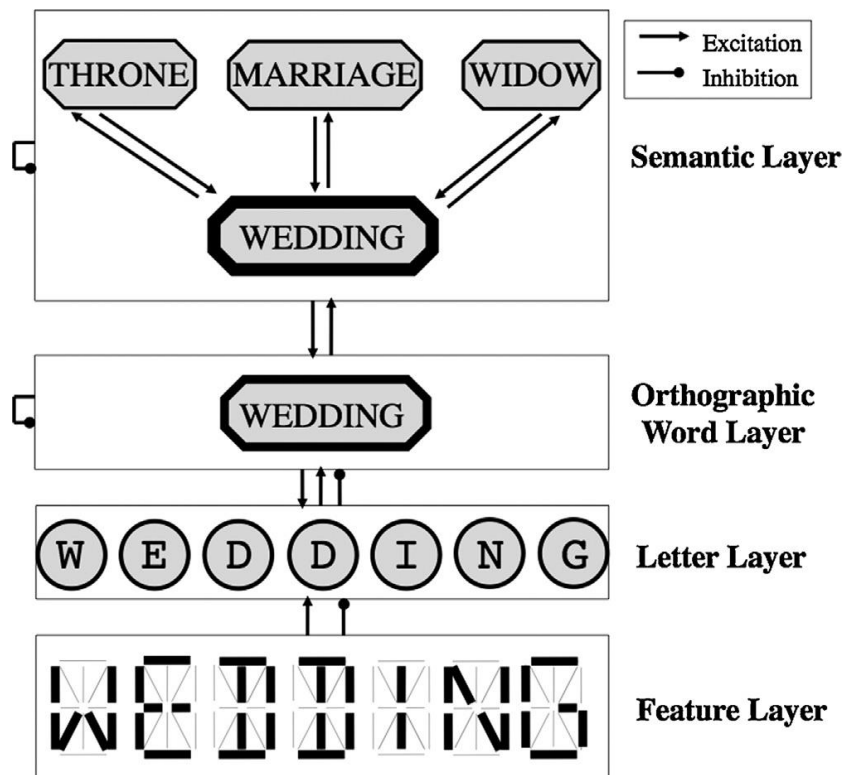 THRONE MARRIAGE WIDOW
Excitation
Inhibition
Semantic Layer
WEDDING
WEDDING
Orthographic
Word Layer
W E D D I N G
Letter Layer
WEDDING
Feature Layer